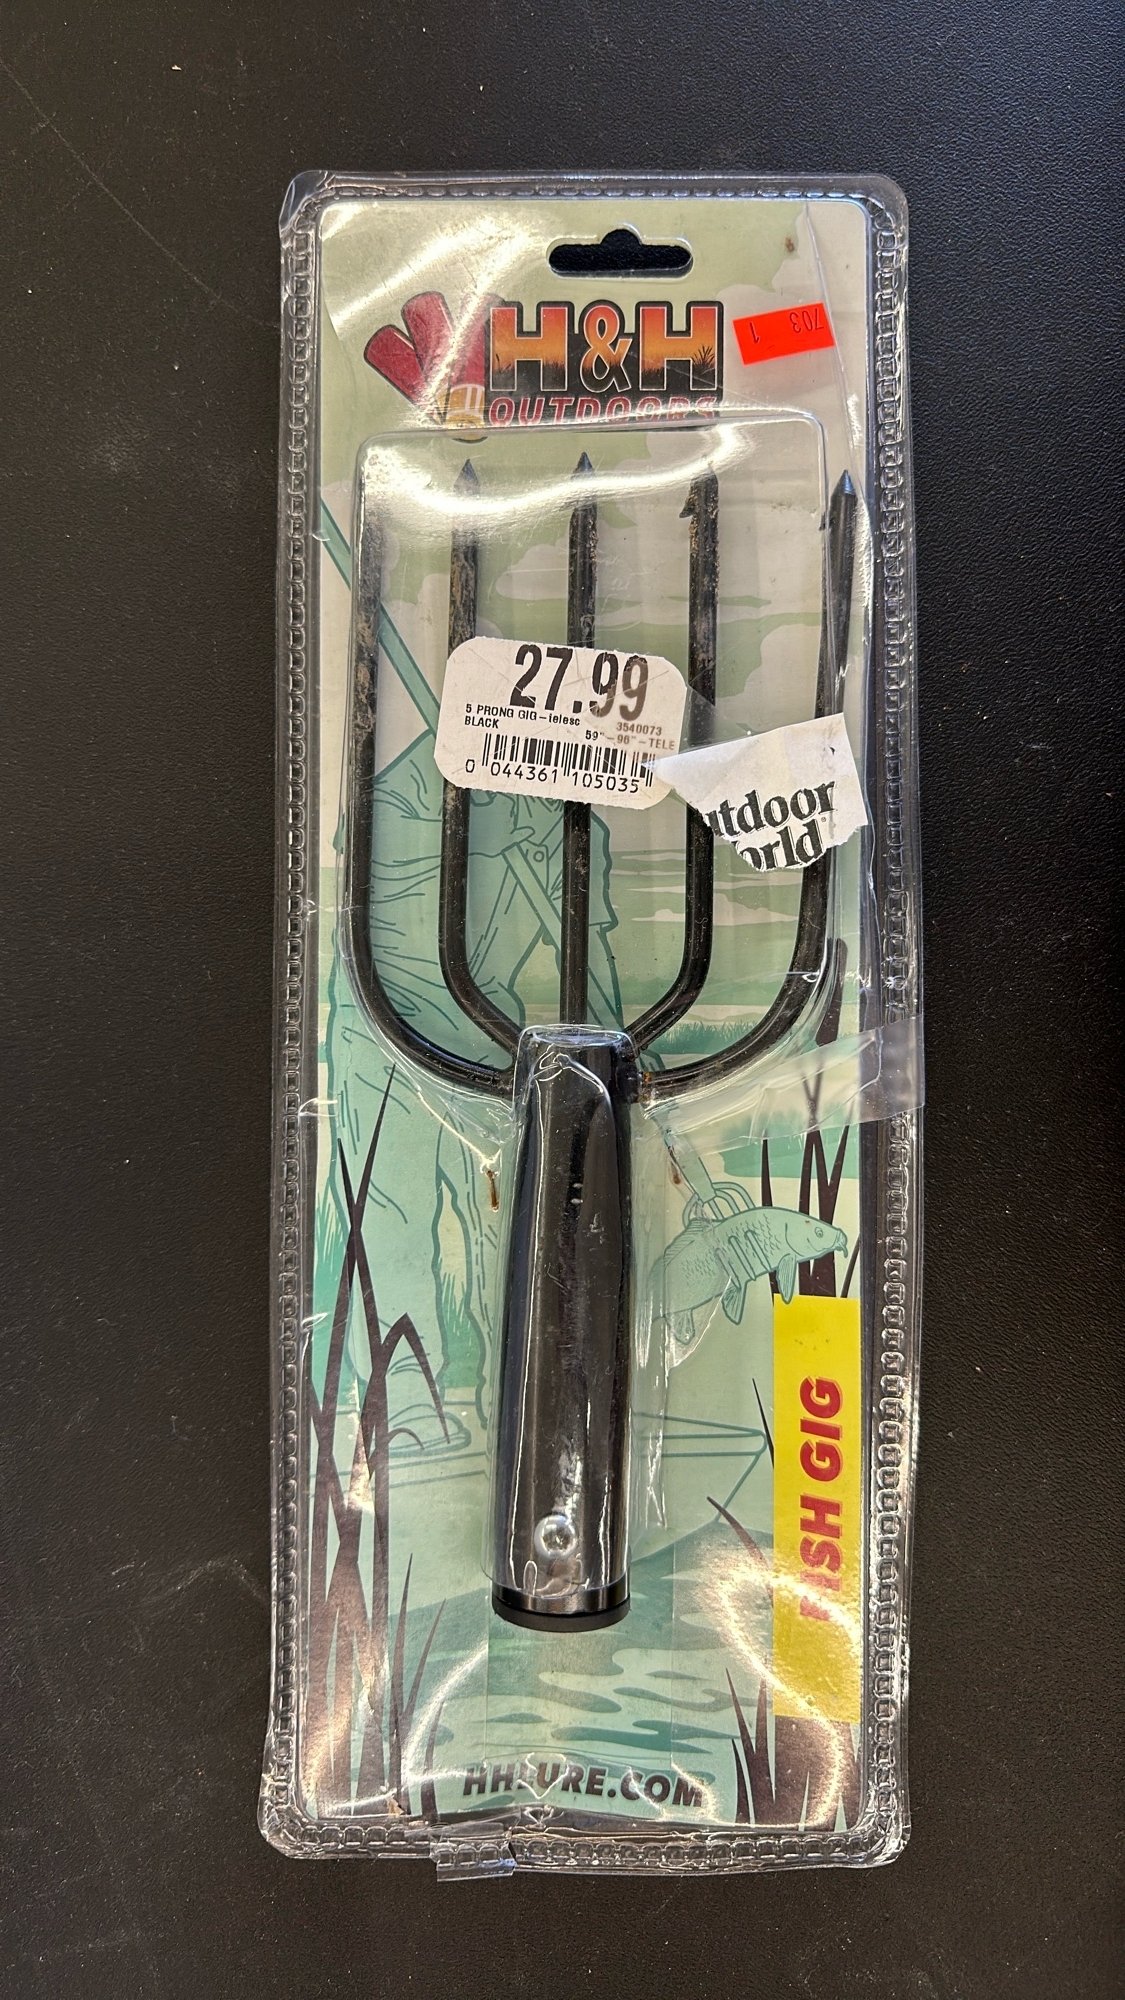 H&H
OUTDOORS
703
1
27.99
5 PRONG GIG-telesc
3540073
BLACK
59"-96"-TELE
0 044361 105035
utdoor
orld
FISH GIG
HHLURE.COM